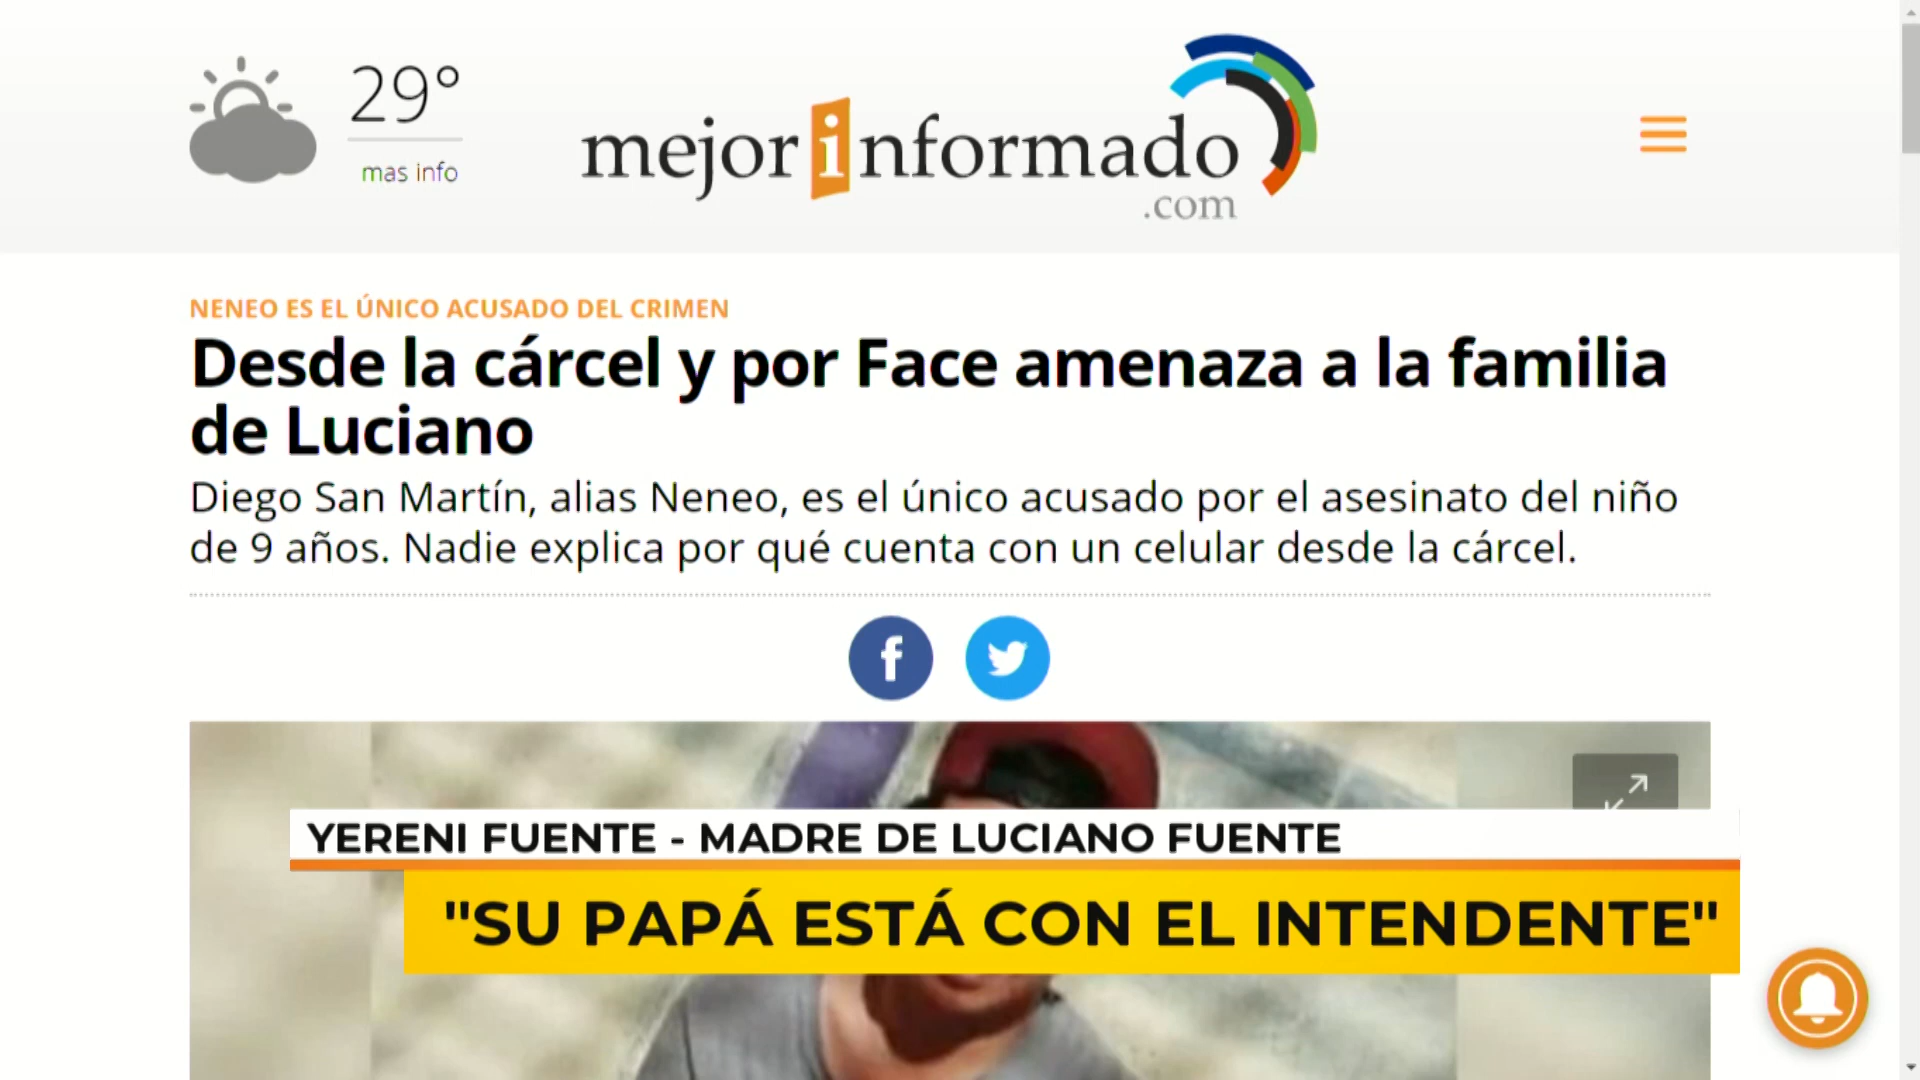 29°
mas info
mejorinformado
.com
NENEO ES EL ÚNICO ACUSADO DEL CRIMEN
Desde la cárcel y por Face amenaza a la familia
de Luciano
Diego San Martín, alias Neneo, es el único acusado por el asesinato del niño
de 9 años. Nadie explica por qué cuenta con un celular desde la cárcel.
YERENI FUENTE - MADRE DE LUCIANO FUENTE
"SU PAPÁ ESTÁ CON EL INTENDENTE"